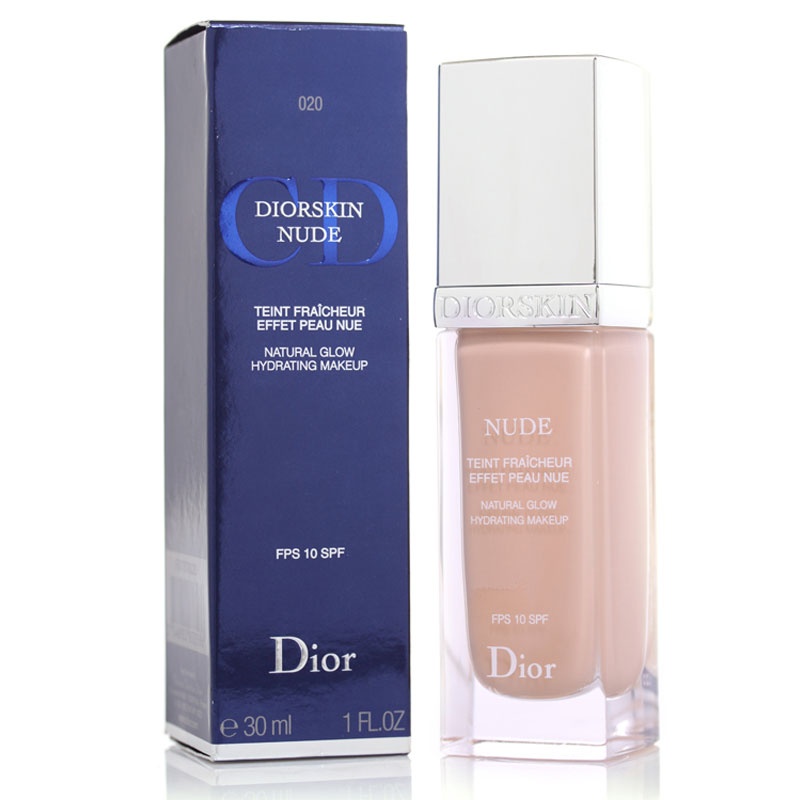 020
CD
DIORSKIN
NUDE
TEINT FRAÎCHEUR
EFFET PEAU NUE
NATURAL GLOW
HYDRATING MAKEUP
FPS 10 SPF
Dior
e 30 ml 1 FL.OZ
DIORSKIN
NUDE
TEINT FRAÎCHEUR
EFFET PEAU NUE
NATURAL GLOW
HYDRATING MAKEUP
FPS 10 SPF
Dior